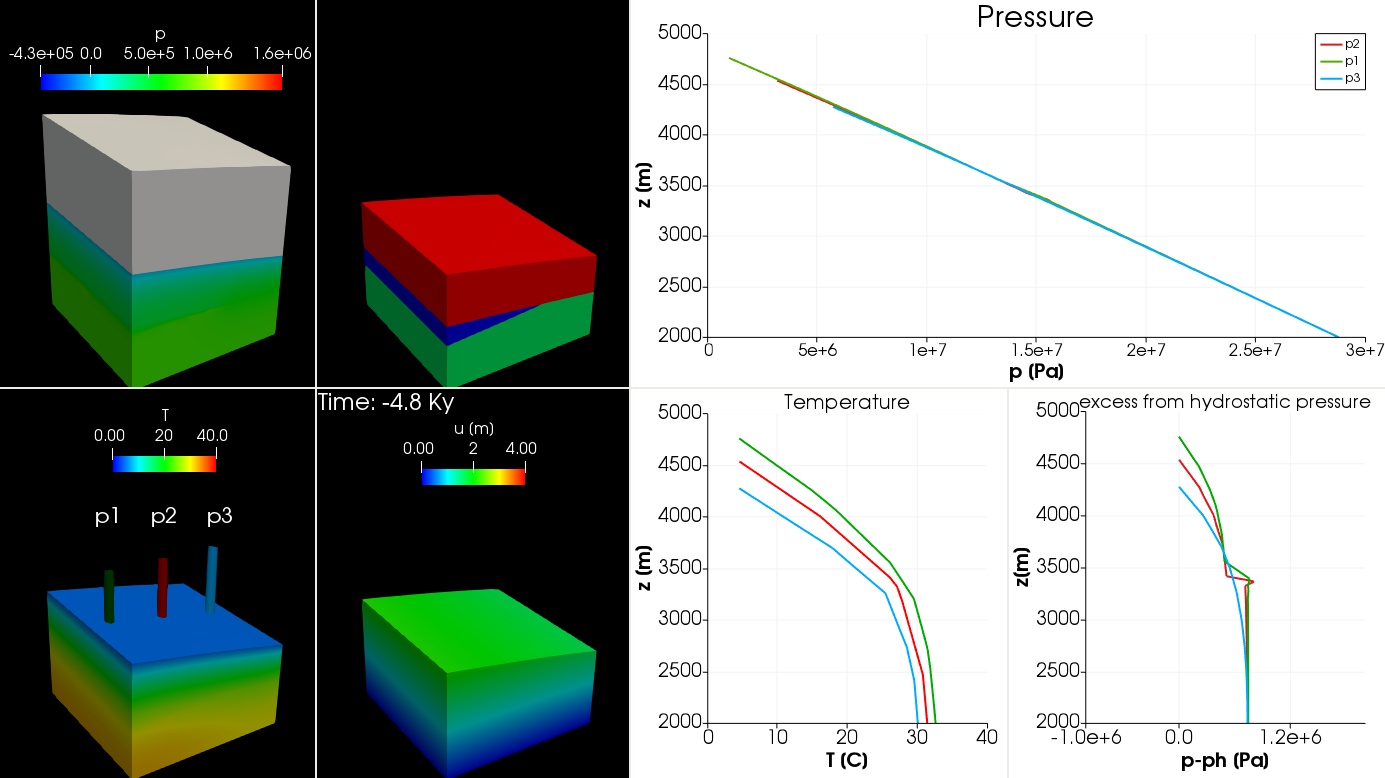 p
-4.3e+05 0.0 5.0e+5 1.0e+6 1.6e+06
Pressure
5000
4500
4000
3500
3000
2500
2000
z (m)
0 5e+6 1e+7 1.5e+7 2e+7 2.5e+7 3e+7
p (Pa)
p2
p1
p3
T
0.00 20 40.0
p1 p2 p3
Time: -4.8 Ky
u (m)
0.00 2 4.00
Temperature
5000
4500
4000
3500
3000
2500
2000
z (m)
0 10 20 30 40
T (C)
excess from hydrostatic pressure
5000
4500
4000
3500
3000
2500
2000
z(m)
-1.0e+6 0.0 1.2e+6
p-ph (Pa)